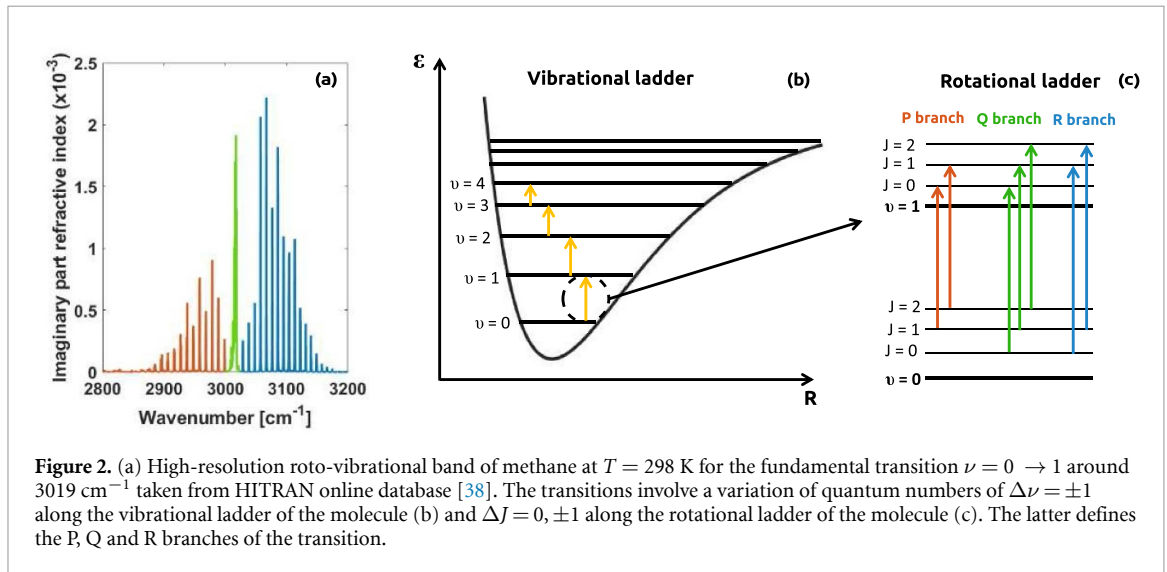 2.5
2
1.5
1
0.5
0
2800
2900
3000
3100
3200
Imaginary part refractive index (x10⁻³)
Wavenumber [cm⁻¹]
(a)
ε
Vibrational ladder
(b)
υ = 4
υ = 3
υ = 2
υ = 1
υ = 0
R
Rotational ladder
(c)
P branch
Q branch
R branch
J = 2
J = 1
J = 0
υ = 1
J = 2
J = 1
J = 0
υ = 0
Figure 2. (a) High-resolution roto-vibrational band of methane at T = 298 K for the fundamental transition ν = 0 → 1 around
3019 cm⁻¹ taken from HITRAN online database [38]. The transitions involve a variation of quantum numbers of Δν = ±1
along the vibrational ladder of the molecule (b) and ΔJ = 0, ±1 along the rotational ladder of the molecule (c). The latter defines
the P, Q and R branches of the transition.